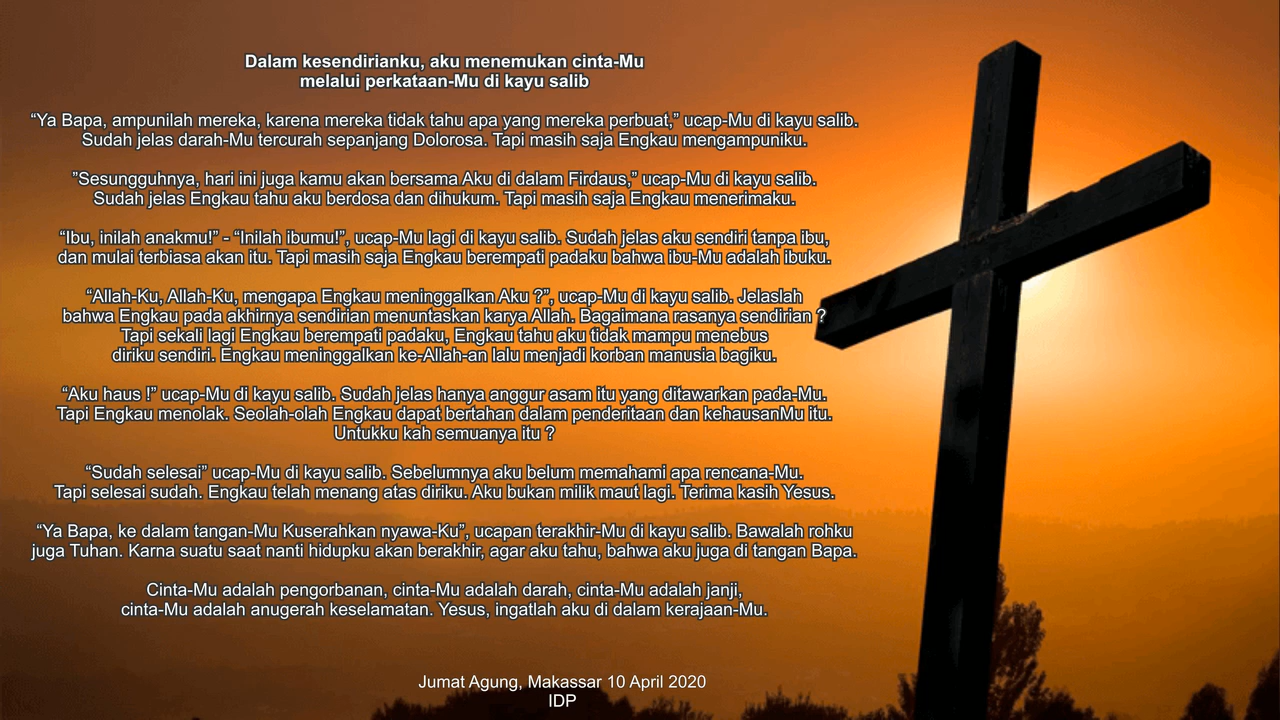 Dalam kesendirianku, aku menemukan cinta-Mu
melalui perkataan-Mu di kayu salib
“Ya Bapa, ampunilah mereka, karena mereka tidak tahu apa yang mereka perbuat,” ucap-Mu di kayu salib.
Sudah jelas darah-Mu tercurah sepanjang Dolorosa. Tapi masih saja Engkau mengampuniku.
”Sesungguhnya, hari ini juga kamu akan bersama Aku di dalam Firdaus,” ucap-Mu di kayu salib.
Sudah jelas Engkau tahu aku berdosa dan dihukum. Tapi masih saja Engkau menerimaku.
“Ibu, inilah anakmu!” - “Inilah ibumu!”, ucap-Mu lagi di kayu salib. Sudah jelas aku sendiri tanpa ibu,
dan mulai terbiasa akan itu. Tapi masih saja Engkau berempati padaku bahwa ibu-Mu adalah ibuku.
“Allah-Ku, Allah-Ku, mengapa Engkau meninggalkan Aku ?”, ucap-Mu di kayu salib. Jelaslah
bahwa Engkau pada akhirnya sendirian menuntaskan karya Allah. Bagaimana rasanya sendirian ?
Tapi sekali lagi Engkau berempati padaku, Engkau tahu aku tidak mampu menebus
diriku sendiri. Engkau meninggalkan ke-Allah-an lalu menjadi korban manusia bagiku.
“Aku haus !” ucap-Mu di kayu salib. Sudah jelas hanya anggur asam itu yang ditawarkan pada-Mu.
Tapi Engkau menolak. Seolah-olah Engkau dapat bertahan dalam penderitaan dan kehausanMu itu.
Untukku kah semuanya itu ?
“Sudah selesai” ucap-Mu di kayu salib. Sebelumnya aku belum memahami apa rencana-Mu.
Tapi selesai sudah. Engkau telah menang atas diriku. Aku bukan milik maut lagi. Terima kasih Yesus.
“Ya Bapa, ke dalam tangan-Mu Kuserahkan nyawa-Ku”, ucapan terakhir-Mu di kayu salib. Bawalah rohku
juga Tuhan. Karna suatu saat nanti hidupku akan berakhir, agar aku tahu, bahwa aku juga di tangan Bapa.
Cinta-Mu adalah pengorbanan, cinta-Mu adalah darah, cinta-Mu adalah janji,
cinta-Mu adalah anugerah keselamatan. Yesus, ingatlah aku di dalam kerajaan-Mu.
Jumat Agung, Makassar 10 April 2020
IDP